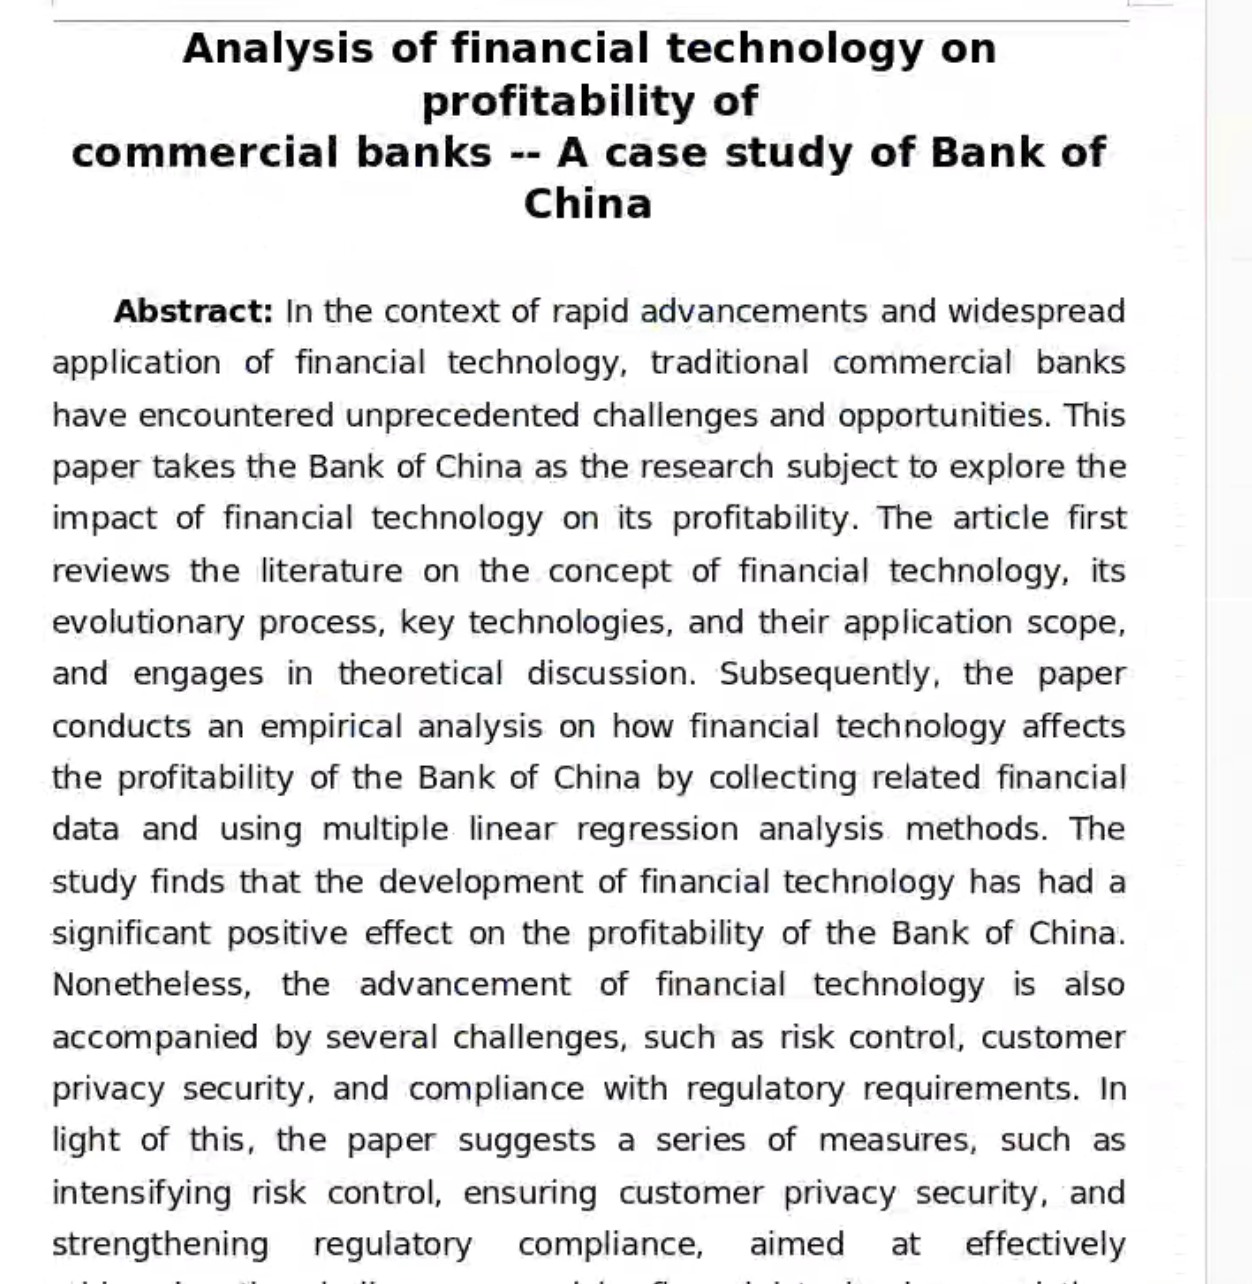 Analysis of financial technology on
profitability of
commercial banks -- A case study of Bank of
China
Abstract: In the context of rapid advancements and widespread
application of financial technology, traditional commercial banks
have encountered unprecedented challenges and opportunities. This
paper takes the Bank of China as the research subject to explore the
impact of financial technology on its profitability. The article first
reviews the literature on the concept of financial technology, its
evolutionary process, key technologies, and their application scope,
and engages in theoretical discussion. Subsequently, the paper
conducts an empirical analysis on how financial technology affects
the profitability of the Bank of China by collecting related financial
data and using multiple linear regression analysis methods. The
study finds that the development of financial technology has had a
significant positive effect on the profitability of the Bank of China.
Nonetheless, the advancement of financial technology is also
accompanied by several challenges, such as risk control, customer
privacy security, and compliance with regulatory requirements. In
light of this, the paper suggests a series of measures, such as
intensifying risk control, ensuring customer privacy security, and
strengthening regulatory compliance, aimed at effectively